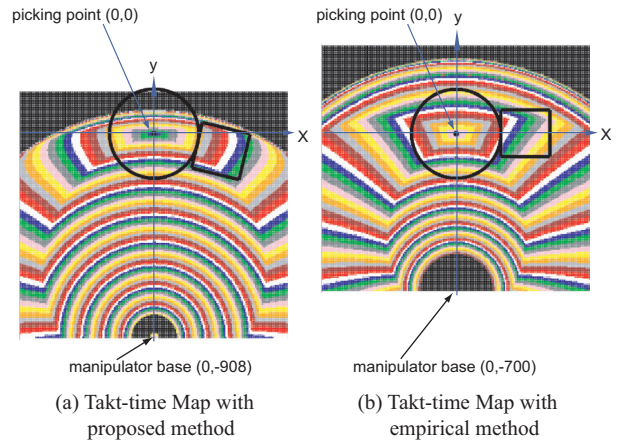 picking point (0,0)
picking point (0,0)
y
y
X
X
manipulator base (0,-908)
manipulator base (0,-700)
(a) Takt-time Map with
proposed method
(b) Takt-time Map with
empirical method